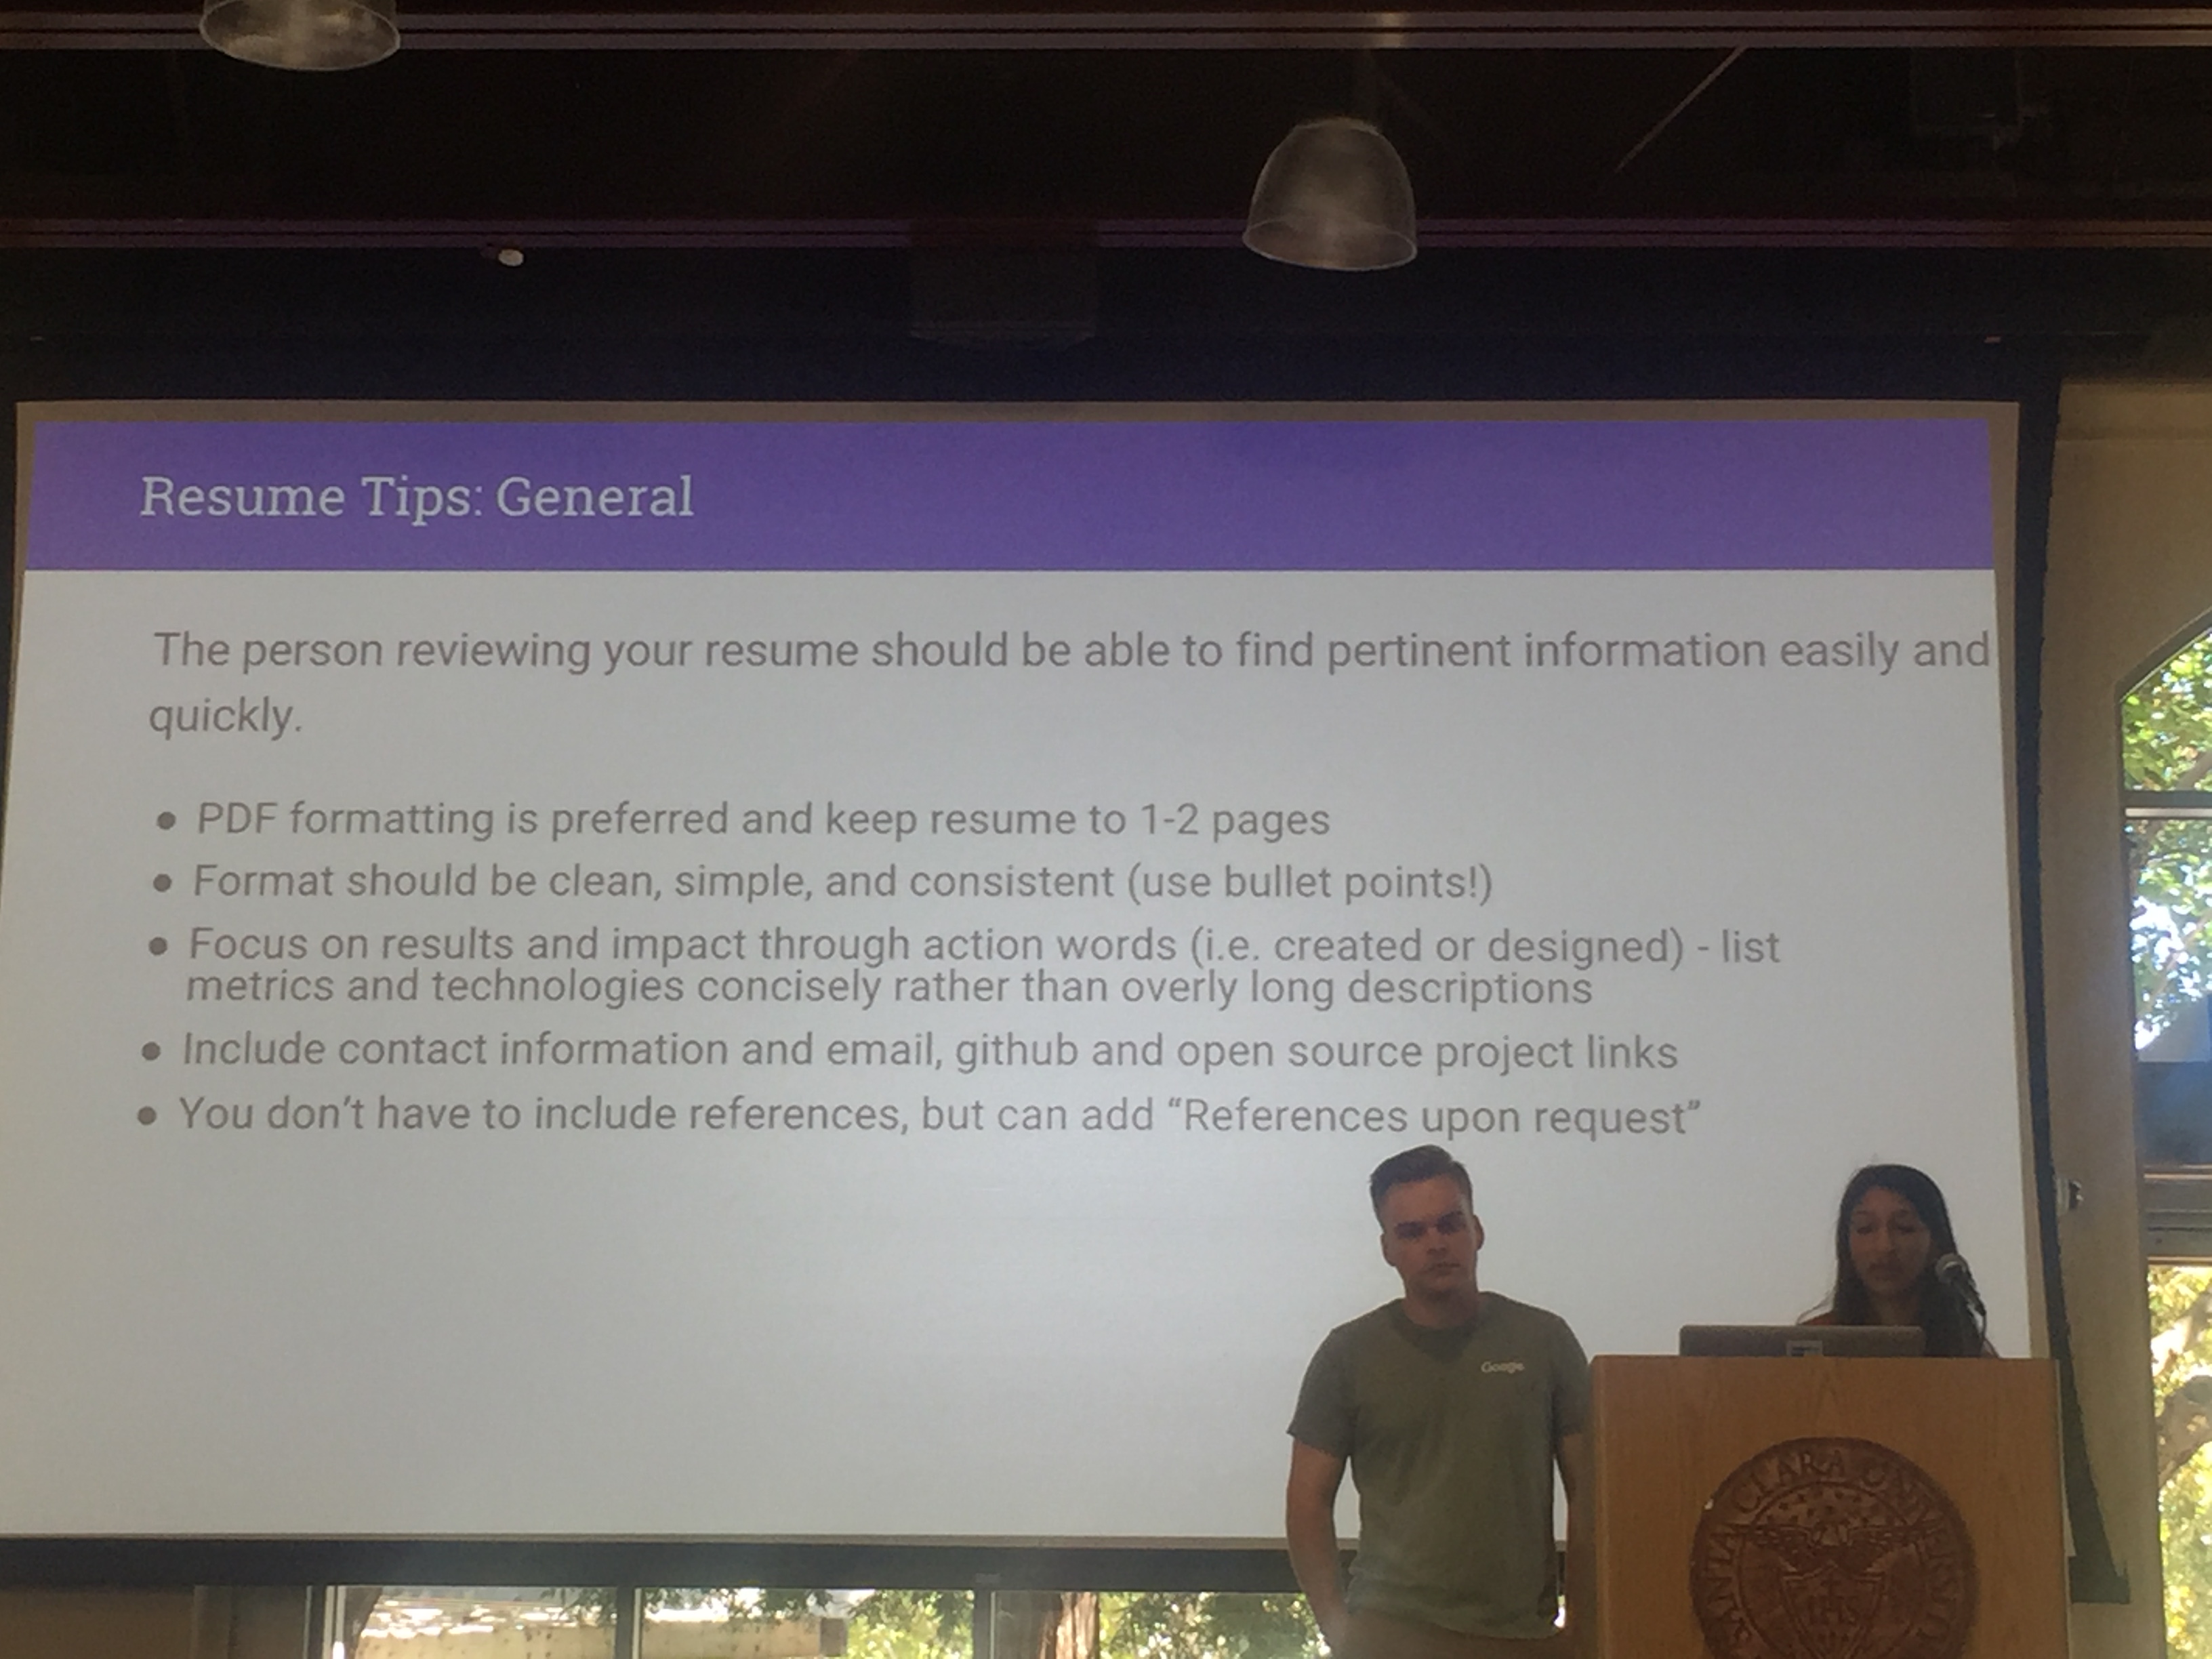 Resume Tips: General
The person reviewing your resume should be able to find pertinent information easily and
quickly.
● PDF formatting is preferred and keep resume to 1-2 pages
● Format should be clean, simple, and consistent (use bullet points!)
● Focus on results and impact through action words (i.e. created or designed) - list
metrics and technologies concisely rather than overly long descriptions
● Include contact information and email, github and open source project links
● You don't have to include references, but can add “References upon request”
Google
SANTA CLARA UNIVERSITY
IHS